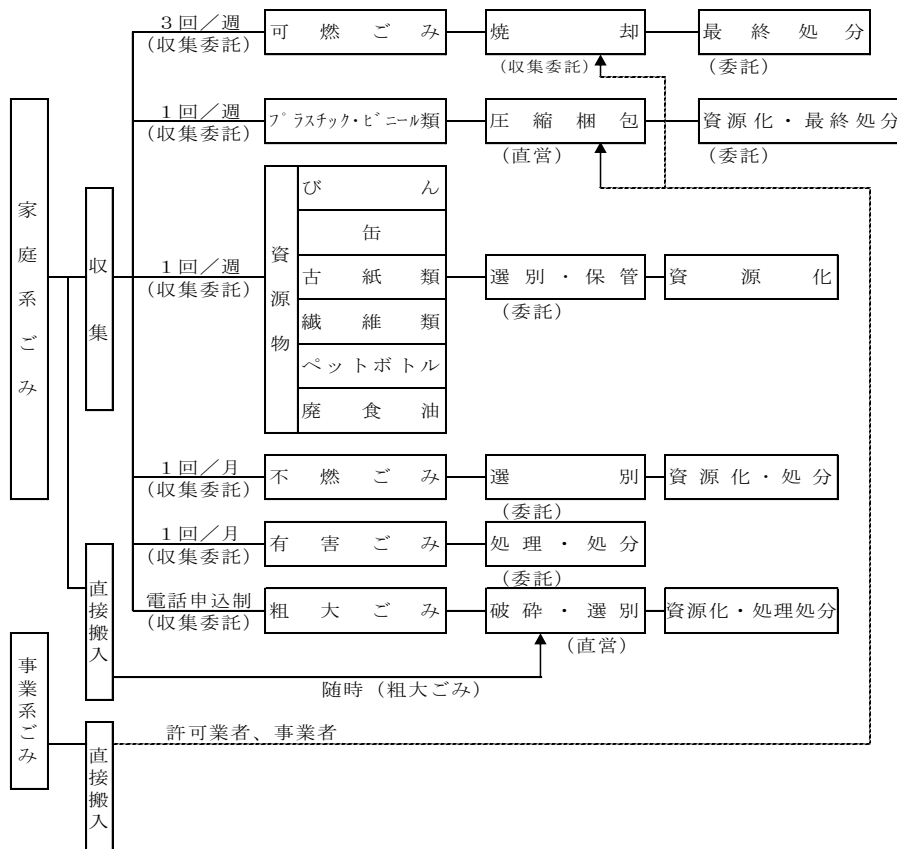 3回／週
(収集委託)
可燃ごみ
焼却
(収集委託)
最終処分
(委託)
1回／週
(収集委託)
プラスチック・ビニール類
圧縮梱包
(直営)
資源化・最終処分
(委託)
家庭系ごみ
収集
1回／週
(収集委託)
資源物
びん
缶
古紙類
繊維類
ペットボトル
廃食油
選別・保管
(委託)
資源化
1回／月
(収集委託)
不燃ごみ
選別
(委託)
資源化・処分
1回／月
(収集委託)
有害ごみ
処理・処分
(委託)
電話申込制
(収集委託)
粗大ごみ
破砕・選別
(直営)
資源化・処理処分
直接搬入
随時（粗大ごみ）
事業系ごみ
直接搬入
許可業者、事業者